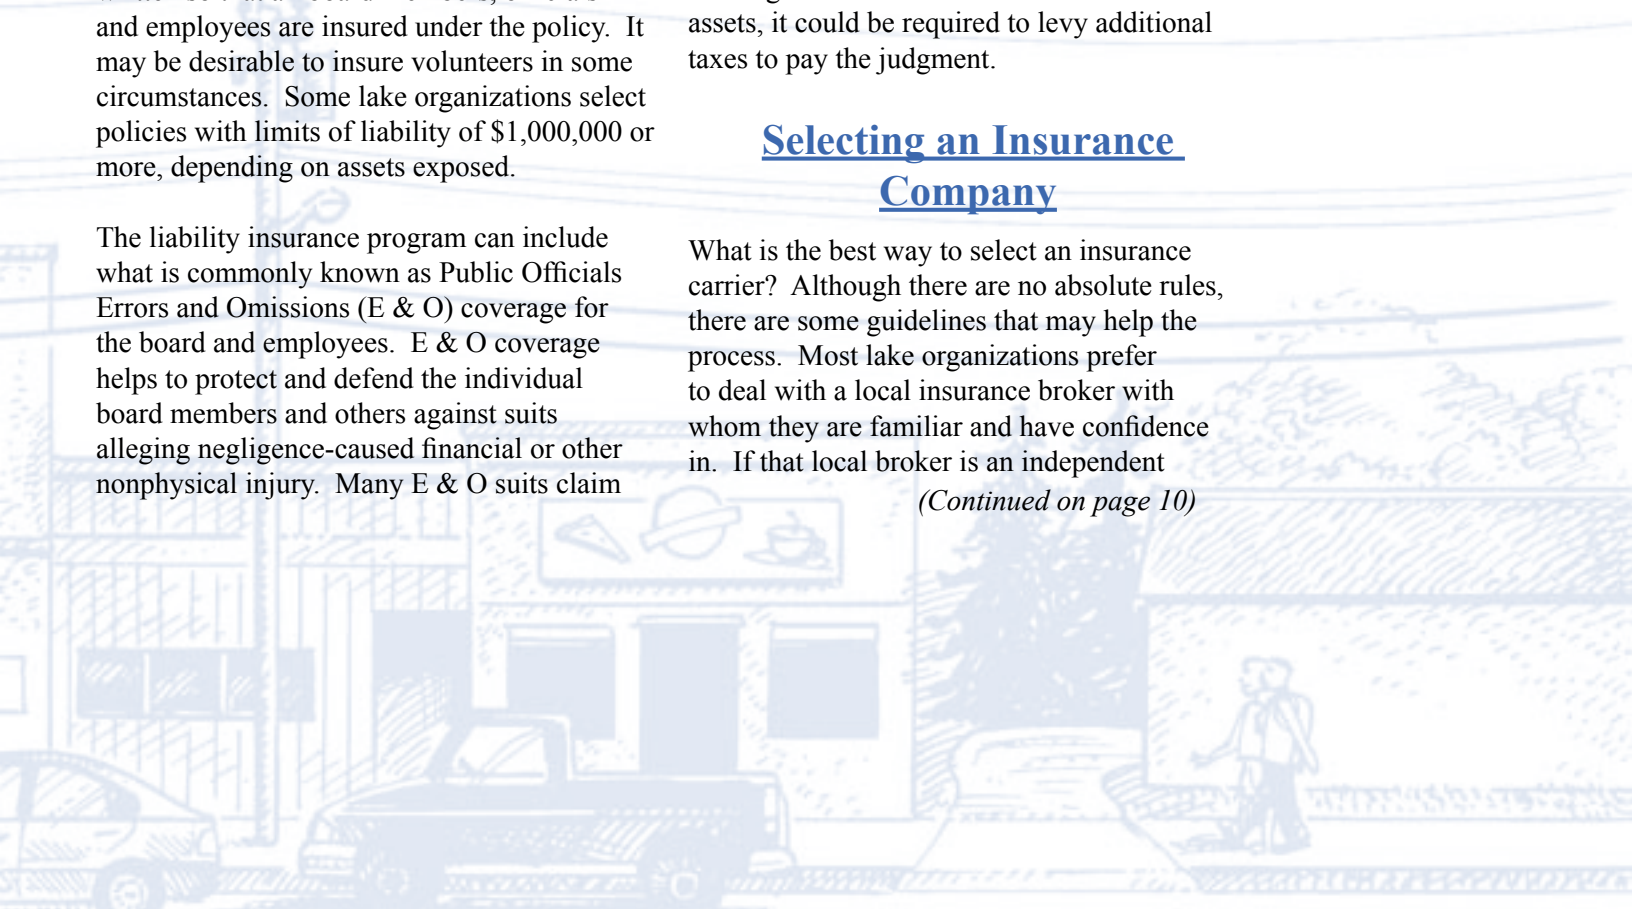 and employees are insured under the policy.  It
may be desirable to insure volunteers in some
circumstances.  Some lake organizations select
policies with limits of liability of $1,000,000 or
more, depending on assets exposed.
The liability insurance program can include
what is commonly known as Public Officials
Errors and Omissions (E & O) coverage for
the board and employees.  E & O coverage
helps to protect and defend the individual
board members and others against suits
alleging negligence-caused financial or other
nonphysical injury.  Many E & O suits claim
assets, it could be required to levy additional
taxes to pay the judgment.
Selecting an Insurance
Company
What is the best way to select an insurance
carrier?  Although there are no absolute rules,
there are some guidelines that may help the
process.  Most lake organizations prefer
to deal with a local insurance broker with
whom they are familiar and have confidence
in.  If that local broker is an independent
(Continued on page 10)